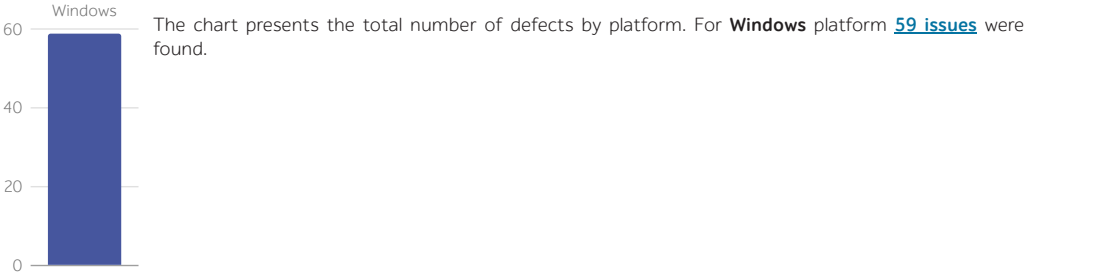 Windows
60
40
20
0
The chart presents the total number of defects by platform. For Windows platform 59 issues were
found.